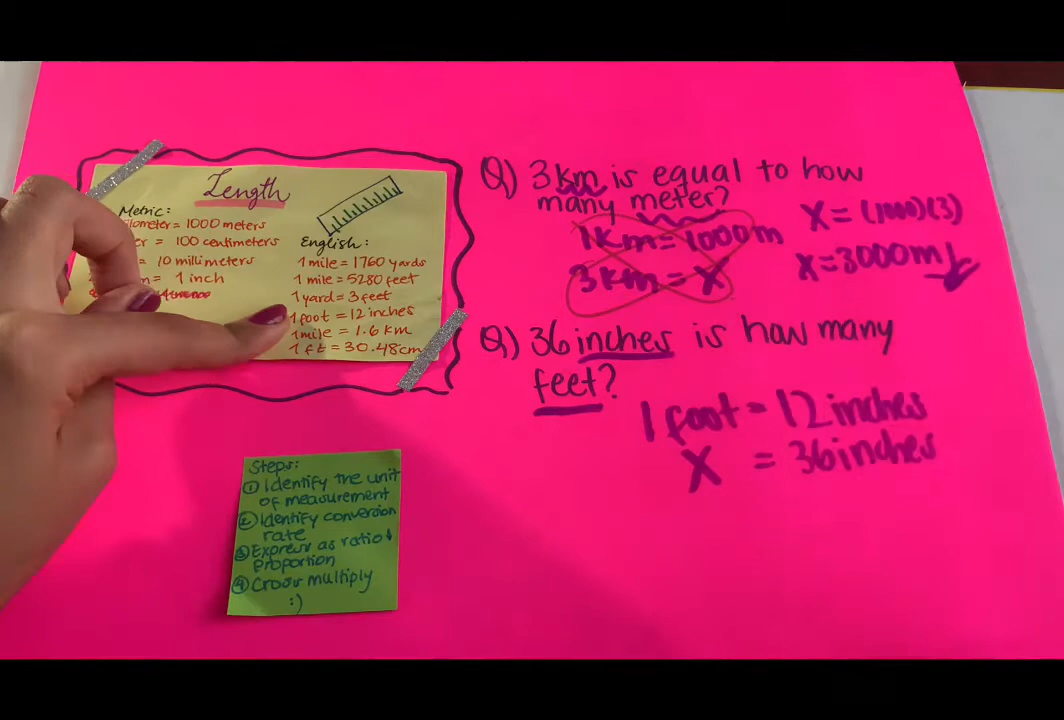 Length
Metric:
= 1000 meters
= 100 centimeters
= 10 millimeters
= 1 inch
English:
1 mile = 1760 yards
1 mile = 5280 feet
1 yard = 3 feet
1 foot = 12 inches
1 mile = 1.6 km
1 ft = 30.48cm
Steps:
① Identify the unit
of measurement
② Identify conversion
rate
③ Express as ratio &
proportion
④ Cross multiply
:)
Q) 3km is equal to how
many meter?
1Km = 1000m
3km = X
X = (1000)(3)
X = 3000m
Q) 36 inches is how many
feet?
1 foot = 12 inches
X = 36 inches